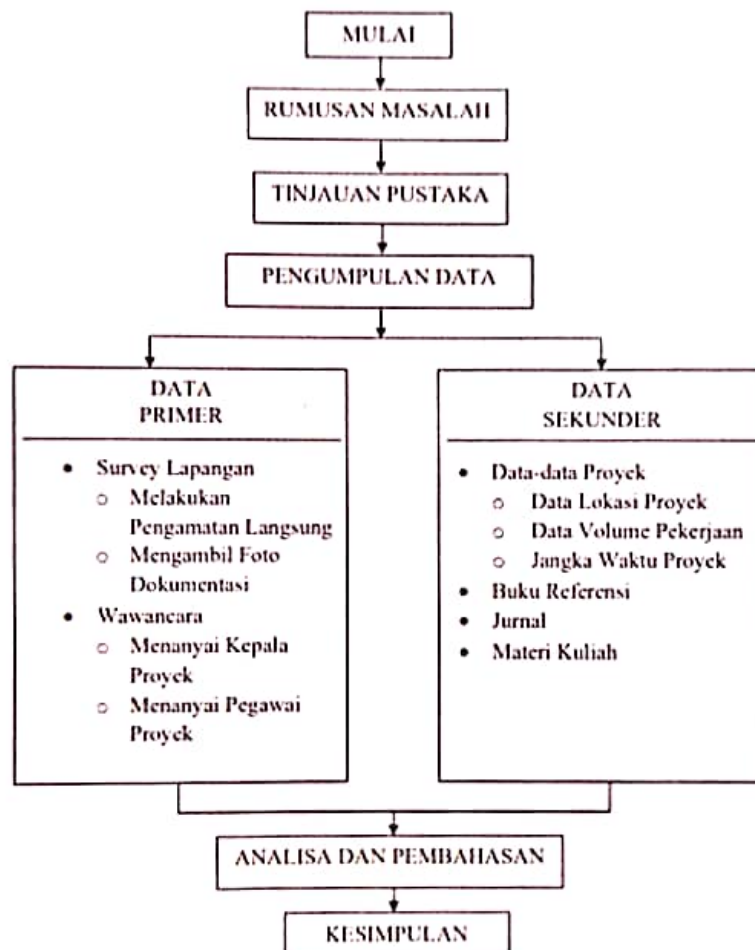 MULAI
RUMUSAN MASALAH
TINJAUAN PUSTAKA
PENGUMPULAN DATA
DATA
PRIMER
• Survey Lapangan
o Melakukan
Pengamatan Langsung
o Mengambil Foto
Dokumentasi
• Wawancara
o Menanyai Kepala
Proyek
o Menanyai Pegawai
Proyek
DATA
SEKUNDER
• Data-data Proyek
o Data Lokasi Proyek
o Data Volume Pekerjaan
o Jangka Waktu Proyek
• Buku Referensi
• Jurnal
• Materi Kuliah
ANALISA DAN PEMBAHASAN
KESIMPULAN